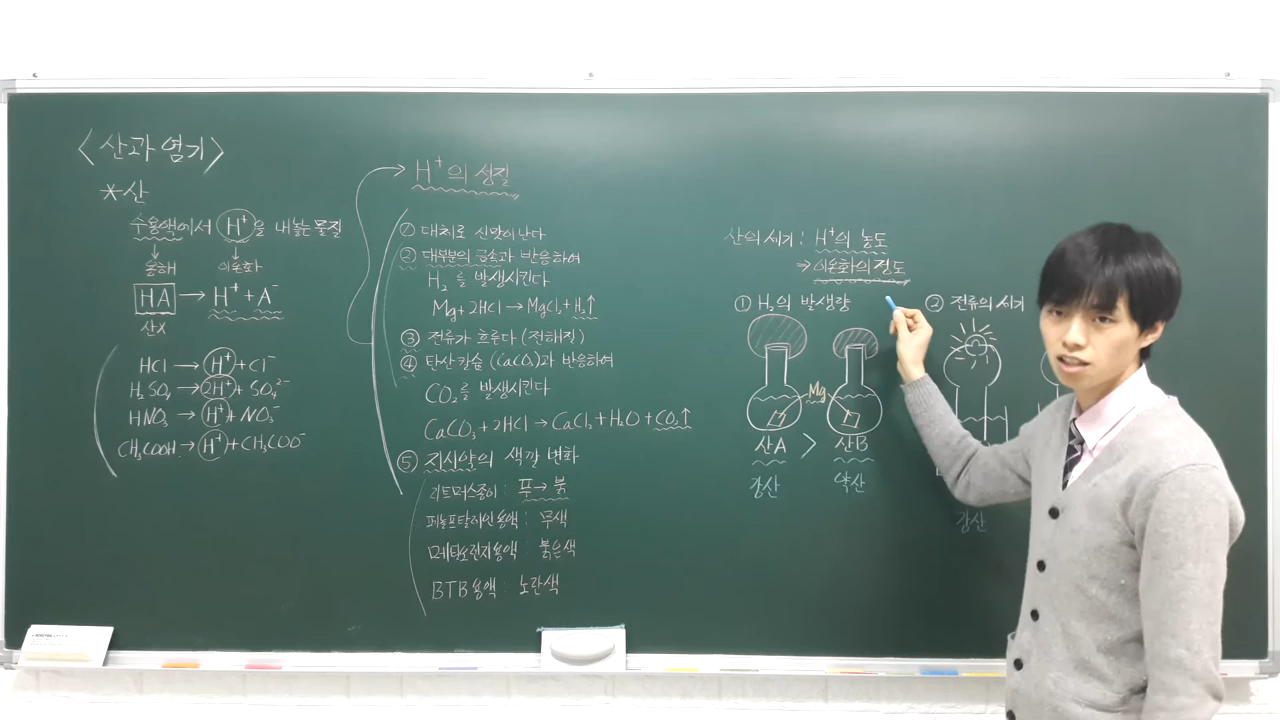 <산과 염기>
*산
수용액에서 H⁺을 내놓는 물질
↓ ↓
용해 이온화
HA → H⁺ + A⁻
산X
HCl → H⁺ + Cl⁻
H₂SO₄ → 2H⁺ + SO₄²⁻
HNO₃ → H⁺ + NO₃⁻
CH₃COOH → H⁺ + CH₃COO⁻
H⁺의 성질
① 대체로 신맛이 난다
② 대부분의 금속과 반응하여
H₂를 발생시킨다
Mg + 2HCl → MgCl₂ + H₂↑
③ 전류가 흐른다 (전해질)
④ 탄산칼슘 (CaCO₃)과 반응하여
CO₂를 발생시킨다
CaCO₃ + 2HCl → CaCl₂ + H₂O + CO₂↑
⑤ 지시약의 색깔 변화
리트머스종이 : 푸 → 붉
페놀프탈레인용액 : 무색
메틸오렌지용액 : 붉은색
BTB용액 : 노란색
산의 세기 : H⁺의 농도
⇒ 이온화의 정도
① H₂의 발생량
Mg
산A > 산B
강산 약산
② 전류의 세기
강산